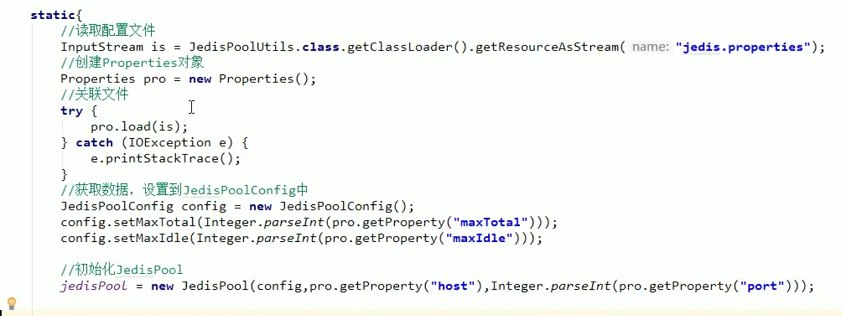 static{
//读取配置文件
InputStream is = JedisPoolUtils.class.getClassLoader().getResourceAsStream( name: "jedis.properties");
//创建Properties对象
Properties pro = new Properties();
//关联文件
try {
pro.load(is);
} catch (IOException e) {
e.printStackTrace();
}
//获取数据，设置到JedisPoolConfig中
JedisPoolConfig config = new JedisPoolConfig();
config.setMaxTotal(Integer.parseInt(pro.getProperty("maxTotal")));
config.setMaxIdle(Integer.parseInt(pro.getProperty("maxIdle")));
//初始化JedisPool
jedisPool = new JedisPool(config,pro.getProperty("host"),Integer.parseInt(pro.getProperty("port")));